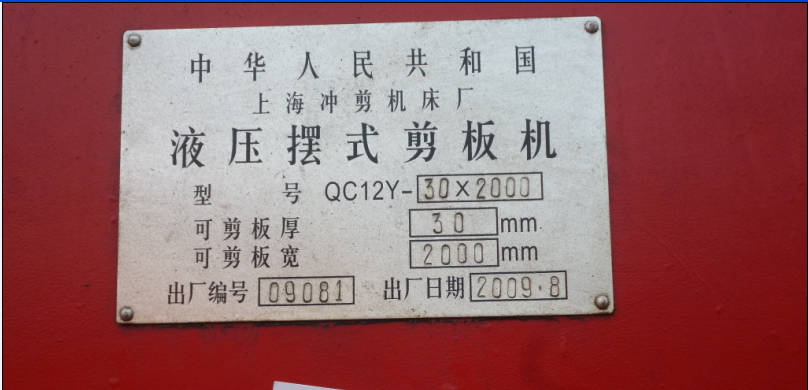 中华人民共和国
上海冲剪机床厂
液压摆式剪板机
型号 QC12Y-30×2000
可剪板厚 30 mm
可剪板宽 2000 mm
出厂编号 09081 出厂日期 2009.8